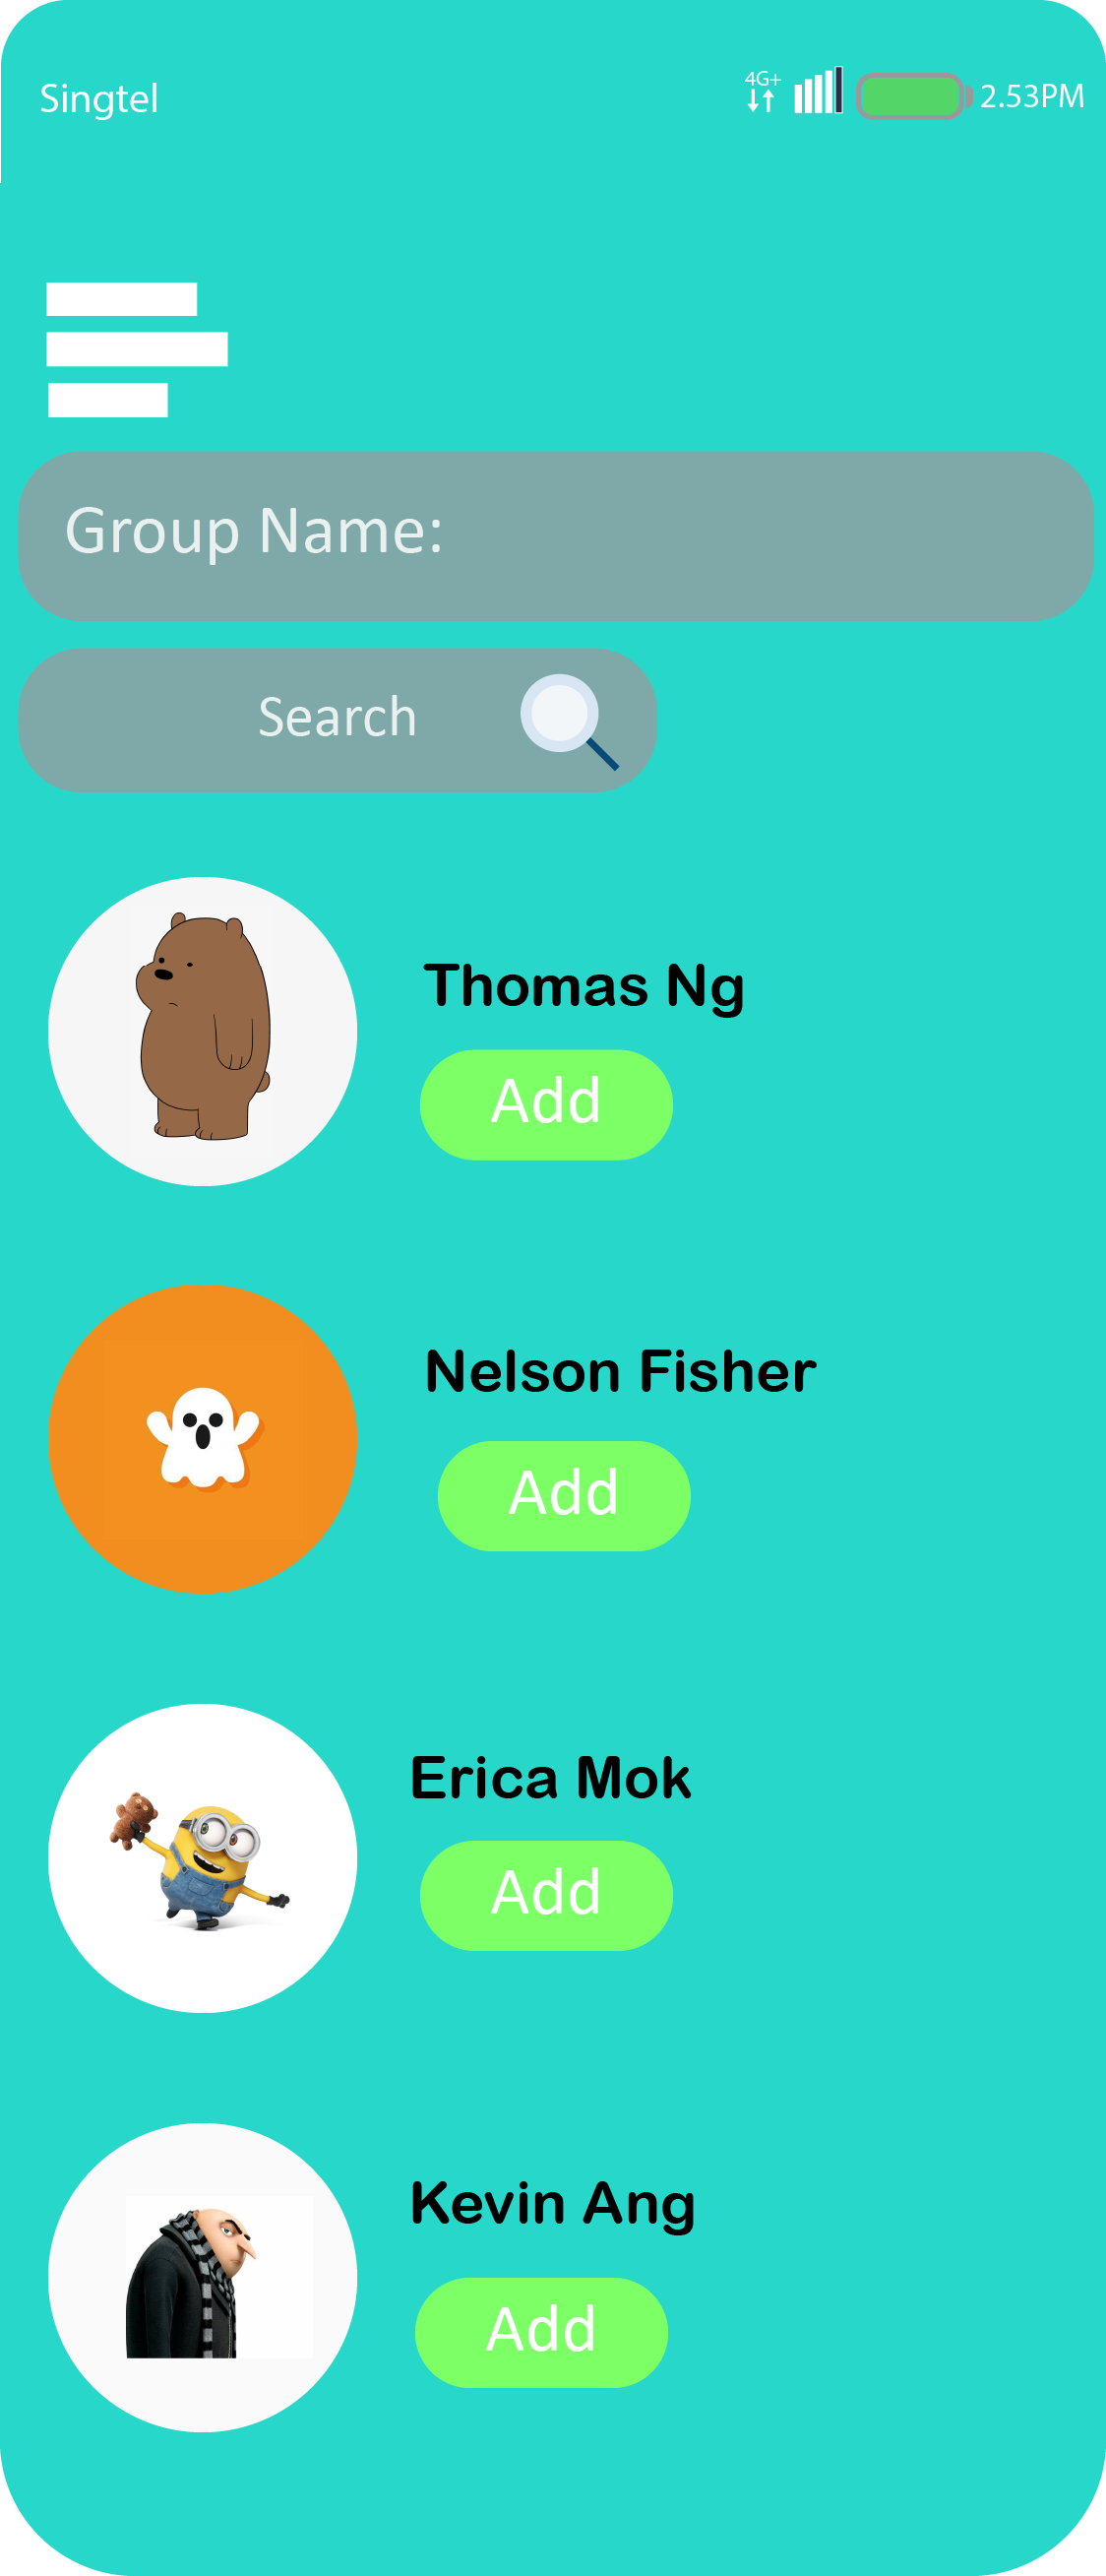 Singtel
4G+
2.53PM
Group Name:
Search
Thomas Ng
Add
Nelson Fisher
Add
Erica Mok
Add
Kevin Ang
Add